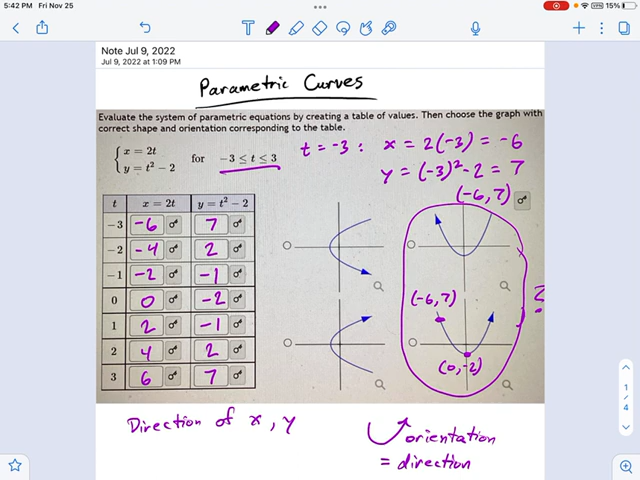 5:42 PM Fri Nov 25
15%
Note Jul 9, 2022
Jul 9, 2022 at 1:09 PM
Parametric Curves
Evaluate the system of parametric equations by creating a table of values. Then choose the graph with
correct shape and orientation corresponding to the table.
{x = 2t
{y = t² − 2
for −3 ≤ t ≤ 3
t = -3 : x = 2(-3) = -6
y = (-3)² - 2 = 7
(-6, 7)
t x = 2t y = t² − 2
−3 -6 7
−2 -4 2
−1 -2 -1
0 0 -2
1 2 -1
2 4 2
3 6 7
(-6, 7)
(0, -2)
?
Direction of x, y
orientation
= direction
1
/
4